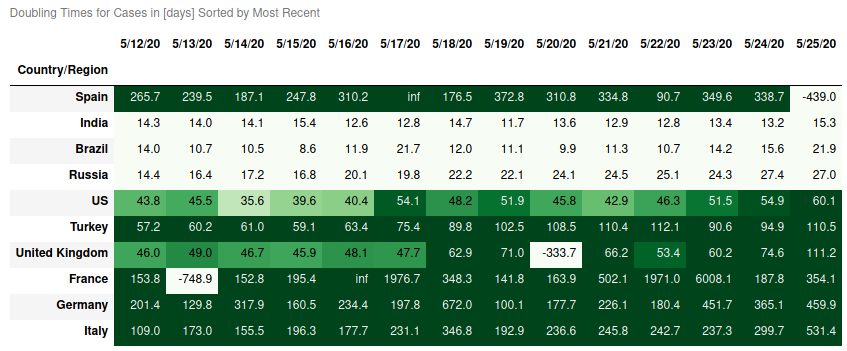 Doubling Times for Cases in [days] Sorted by Most Recent
5/12/20 5/13/20 5/14/20 5/15/20 5/16/20 5/17/20 5/18/20 5/19/20 5/20/20 5/21/20 5/22/20 5/23/20 5/24/20 5/25/20
Country/Region
Spain 265.7 239.5 187.1 247.8 310.2 inf 176.5 372.8 310.8 334.8 90.7 349.6 338.7 -439.0
India 14.3 14.0 14.1 15.4 12.6 12.8 14.7 11.7 13.6 12.9 12.8 13.4 13.2 15.3
Brazil 14.0 10.7 10.5 8.6 11.9 21.7 12.0 11.1 9.9 11.3 10.7 14.2 15.6 21.9
Russia 14.4 16.4 17.2 16.8 20.1 19.8 22.2 22.1 24.1 24.5 25.1 24.3 27.4 27.0
US 43.8 45.5 35.6 39.6 40.4 54.1 48.2 51.9 45.8 42.9 46.3 51.5 54.9 60.1
Turkey 57.2 60.2 61.0 59.1 63.4 75.4 89.8 102.5 108.5 110.4 112.1 90.6 94.9 110.5
United Kingdom 46.0 49.0 46.7 45.9 48.1 47.7 62.9 71.0 -333.7 66.2 53.4 60.2 74.6 111.2
France 153.8 -748.9 152.8 195.4 inf 1976.7 348.3 141.8 163.9 502.1 1971.0 6008.1 187.8 354.1
Germany 201.4 129.8 317.9 160.5 234.4 197.8 672.0 100.1 177.7 226.1 180.4 451.7 365.1 459.9
Italy 109.0 173.0 155.5 196.3 177.7 231.1 346.8 192.9 236.6 245.8 242.7 237.3 299.7 531.4